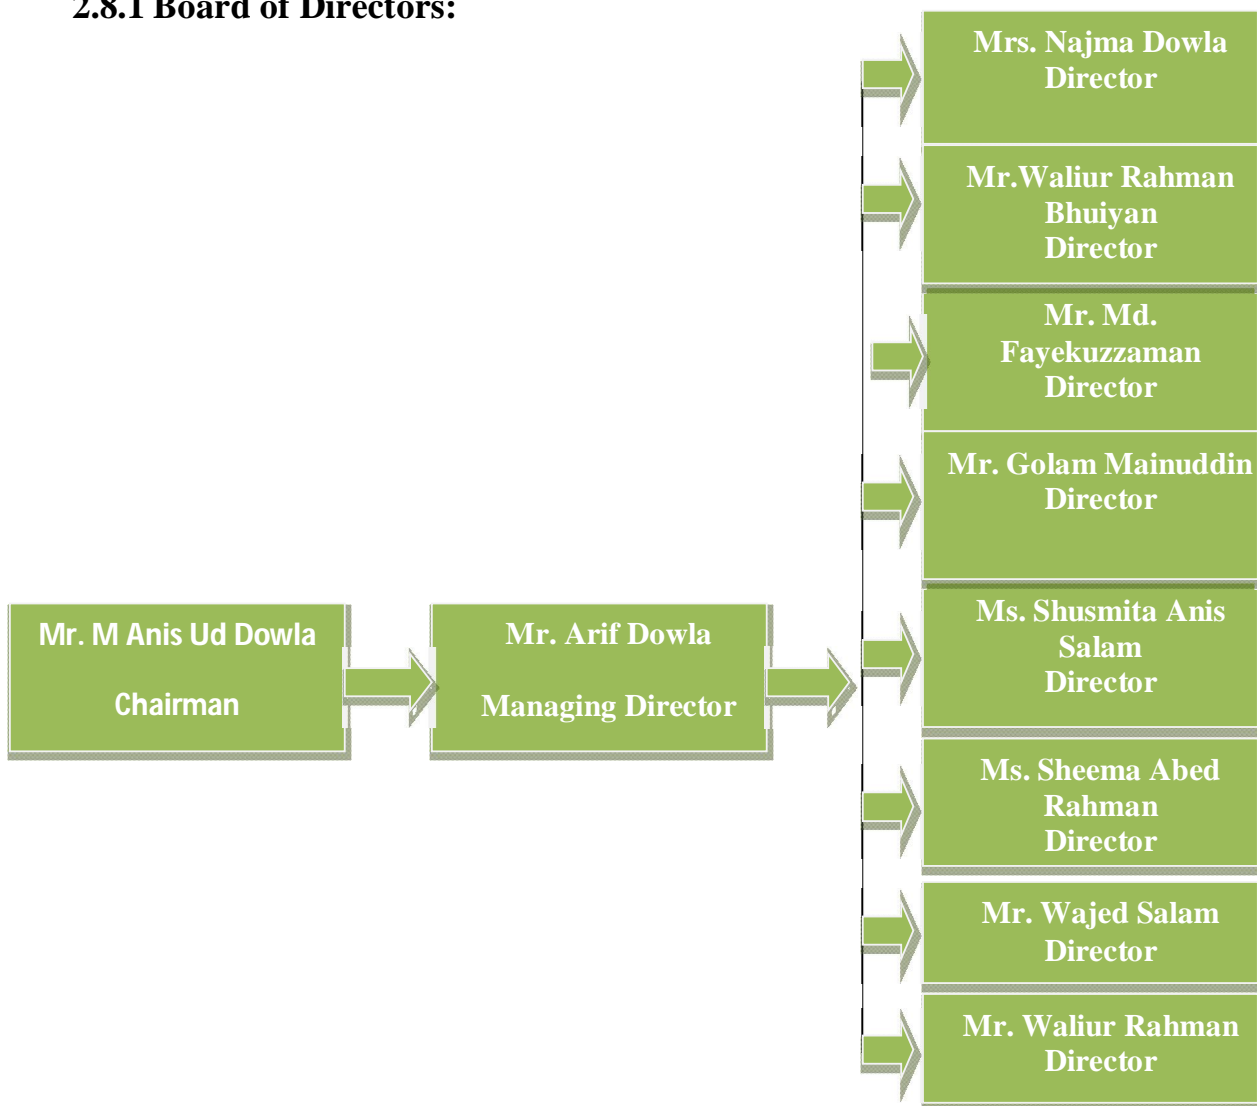 2.8.1 Board of Directors:
Mrs. Najma Dowla
Director
Mr.Waliur Rahman
Bhuiyan
Director
Mr. Md.
Fayekuzzaman
Director
Mr. Golam Mainuddin
Director
Mr. M Anis Ud Dowla
Chairman
Mr. Arif Dowla
Managing Director
Ms. Shusmita Anis
Salam
Director
Ms. Sheema Abed
Rahman
Director
Mr. Wajed Salam
Director
Mr. Waliur Rahman
Director